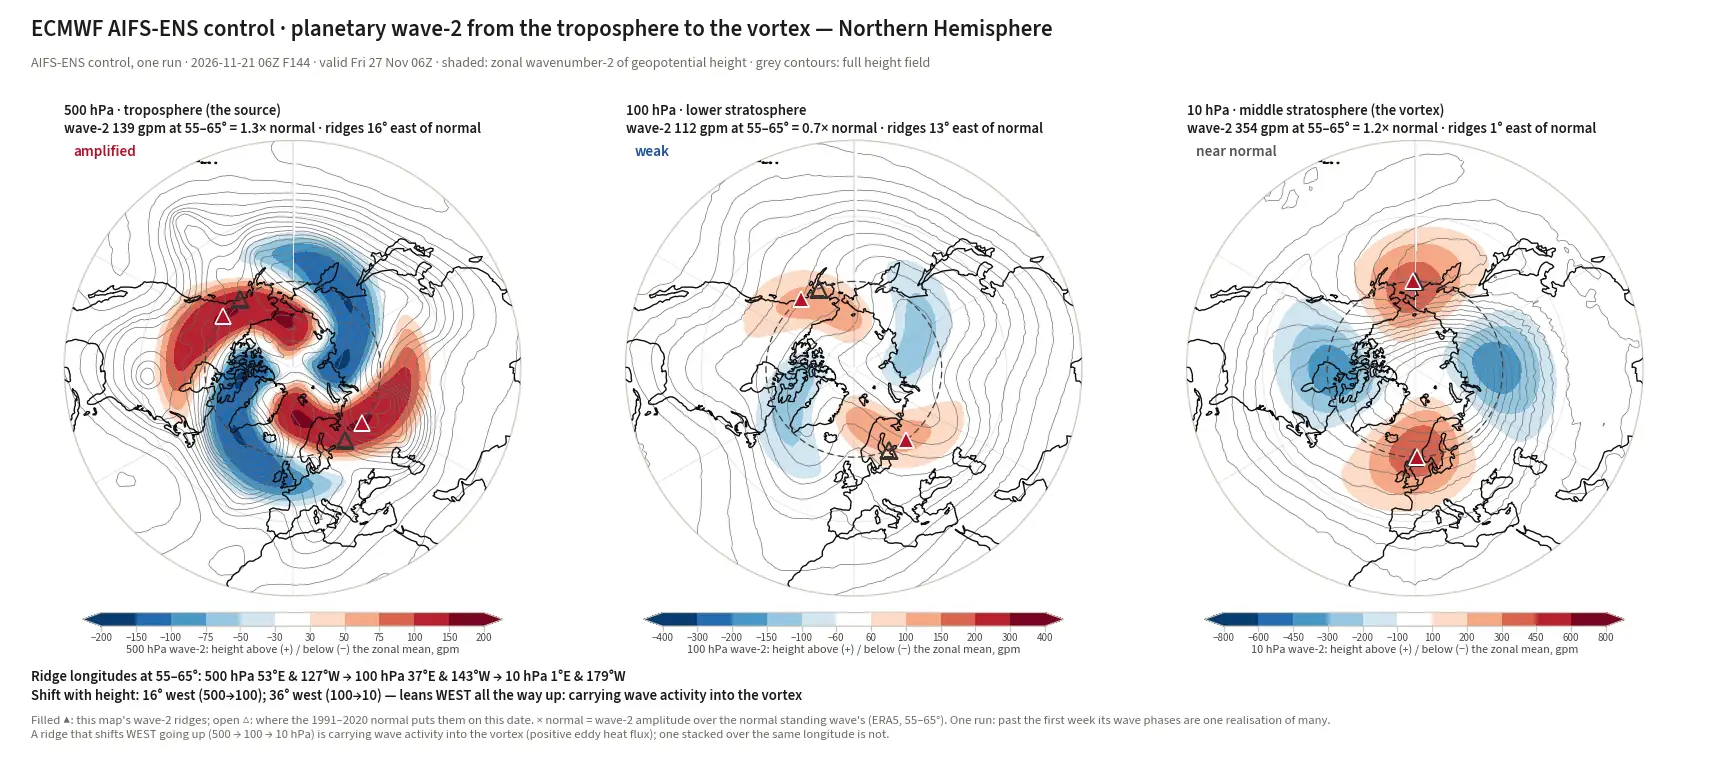 ECMWF AIFS-ENS control · planetary wave-2 from the troposphere to the vortex — Northern Hemisphere
AIFS-ENS control, one run · 2026-11-21 06Z F144 · valid Fri 27 Nov 06Z · shaded: zonal wavenumber-2 of geopotential height · grey contours: full height field
500 hPa · troposphere (the source)
wave-2 139 gpm at 55–65° = 1.3× normal · ridges 16° east of normal
amplified
100 hPa · lower stratosphere
wave-2 112 gpm at 55–65° = 0.7× normal · ridges 13° east of normal
weak
10 hPa · middle stratosphere (the vortex)
wave-2 354 gpm at 55–65° = 1.2× normal · ridges 1° east of normal
near normal
−200 −150 −100 −75 −50 −30 30 50 75 100 150 200
500 hPa wave-2: height above (+) / below (−) the zonal mean, gpm
−400 −300 −200 −150 −100 −60 60 100 150 200 300 400
100 hPa wave-2: height above (+) / below (−) the zonal mean, gpm
−800 −600 −450 −300 −200 −100 100 200 300 450 600 800
10 hPa wave-2: height above (+) / below (−) the zonal mean, gpm
Ridge longitudes at 55–65°: 500 hPa 53°E & 127°W → 100 hPa 37°E & 143°W → 10 hPa 1°E & 179°W
Shift with height: 16° west (500→100); 36° west (100→10) — leans WEST all the way up: carrying wave activity into the vortex
Filled ▲: this map's wave-2 ridges; open △: where the 1991–2020 normal puts them on this date. × normal = wave-2 amplitude over the normal standing wave's (ERA5, 55–65°). One run: past the first week its wave phases are one realisation of many.
A ridge that shifts WEST going up (500 → 100 → 10 hPa) is carrying wave activity into the vortex (positive eddy heat flux); one stacked over the same longitude is not.